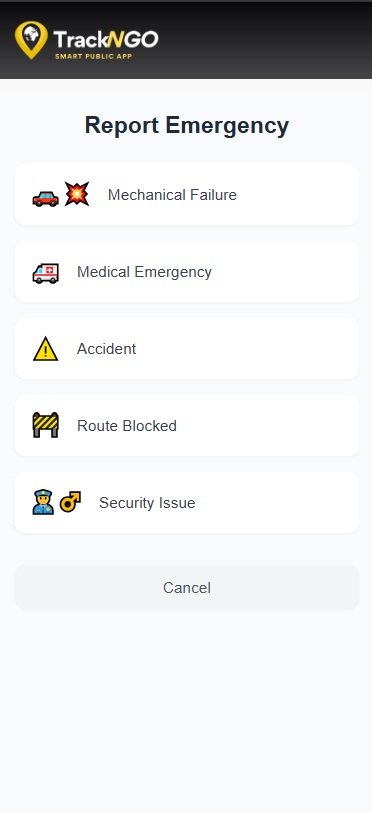 TrackNGO
SMART PUBLIC APP
Report Emergency
Mechanical Failure
Medical Emergency
Accident
Route Blocked
Security Issue
Cancel